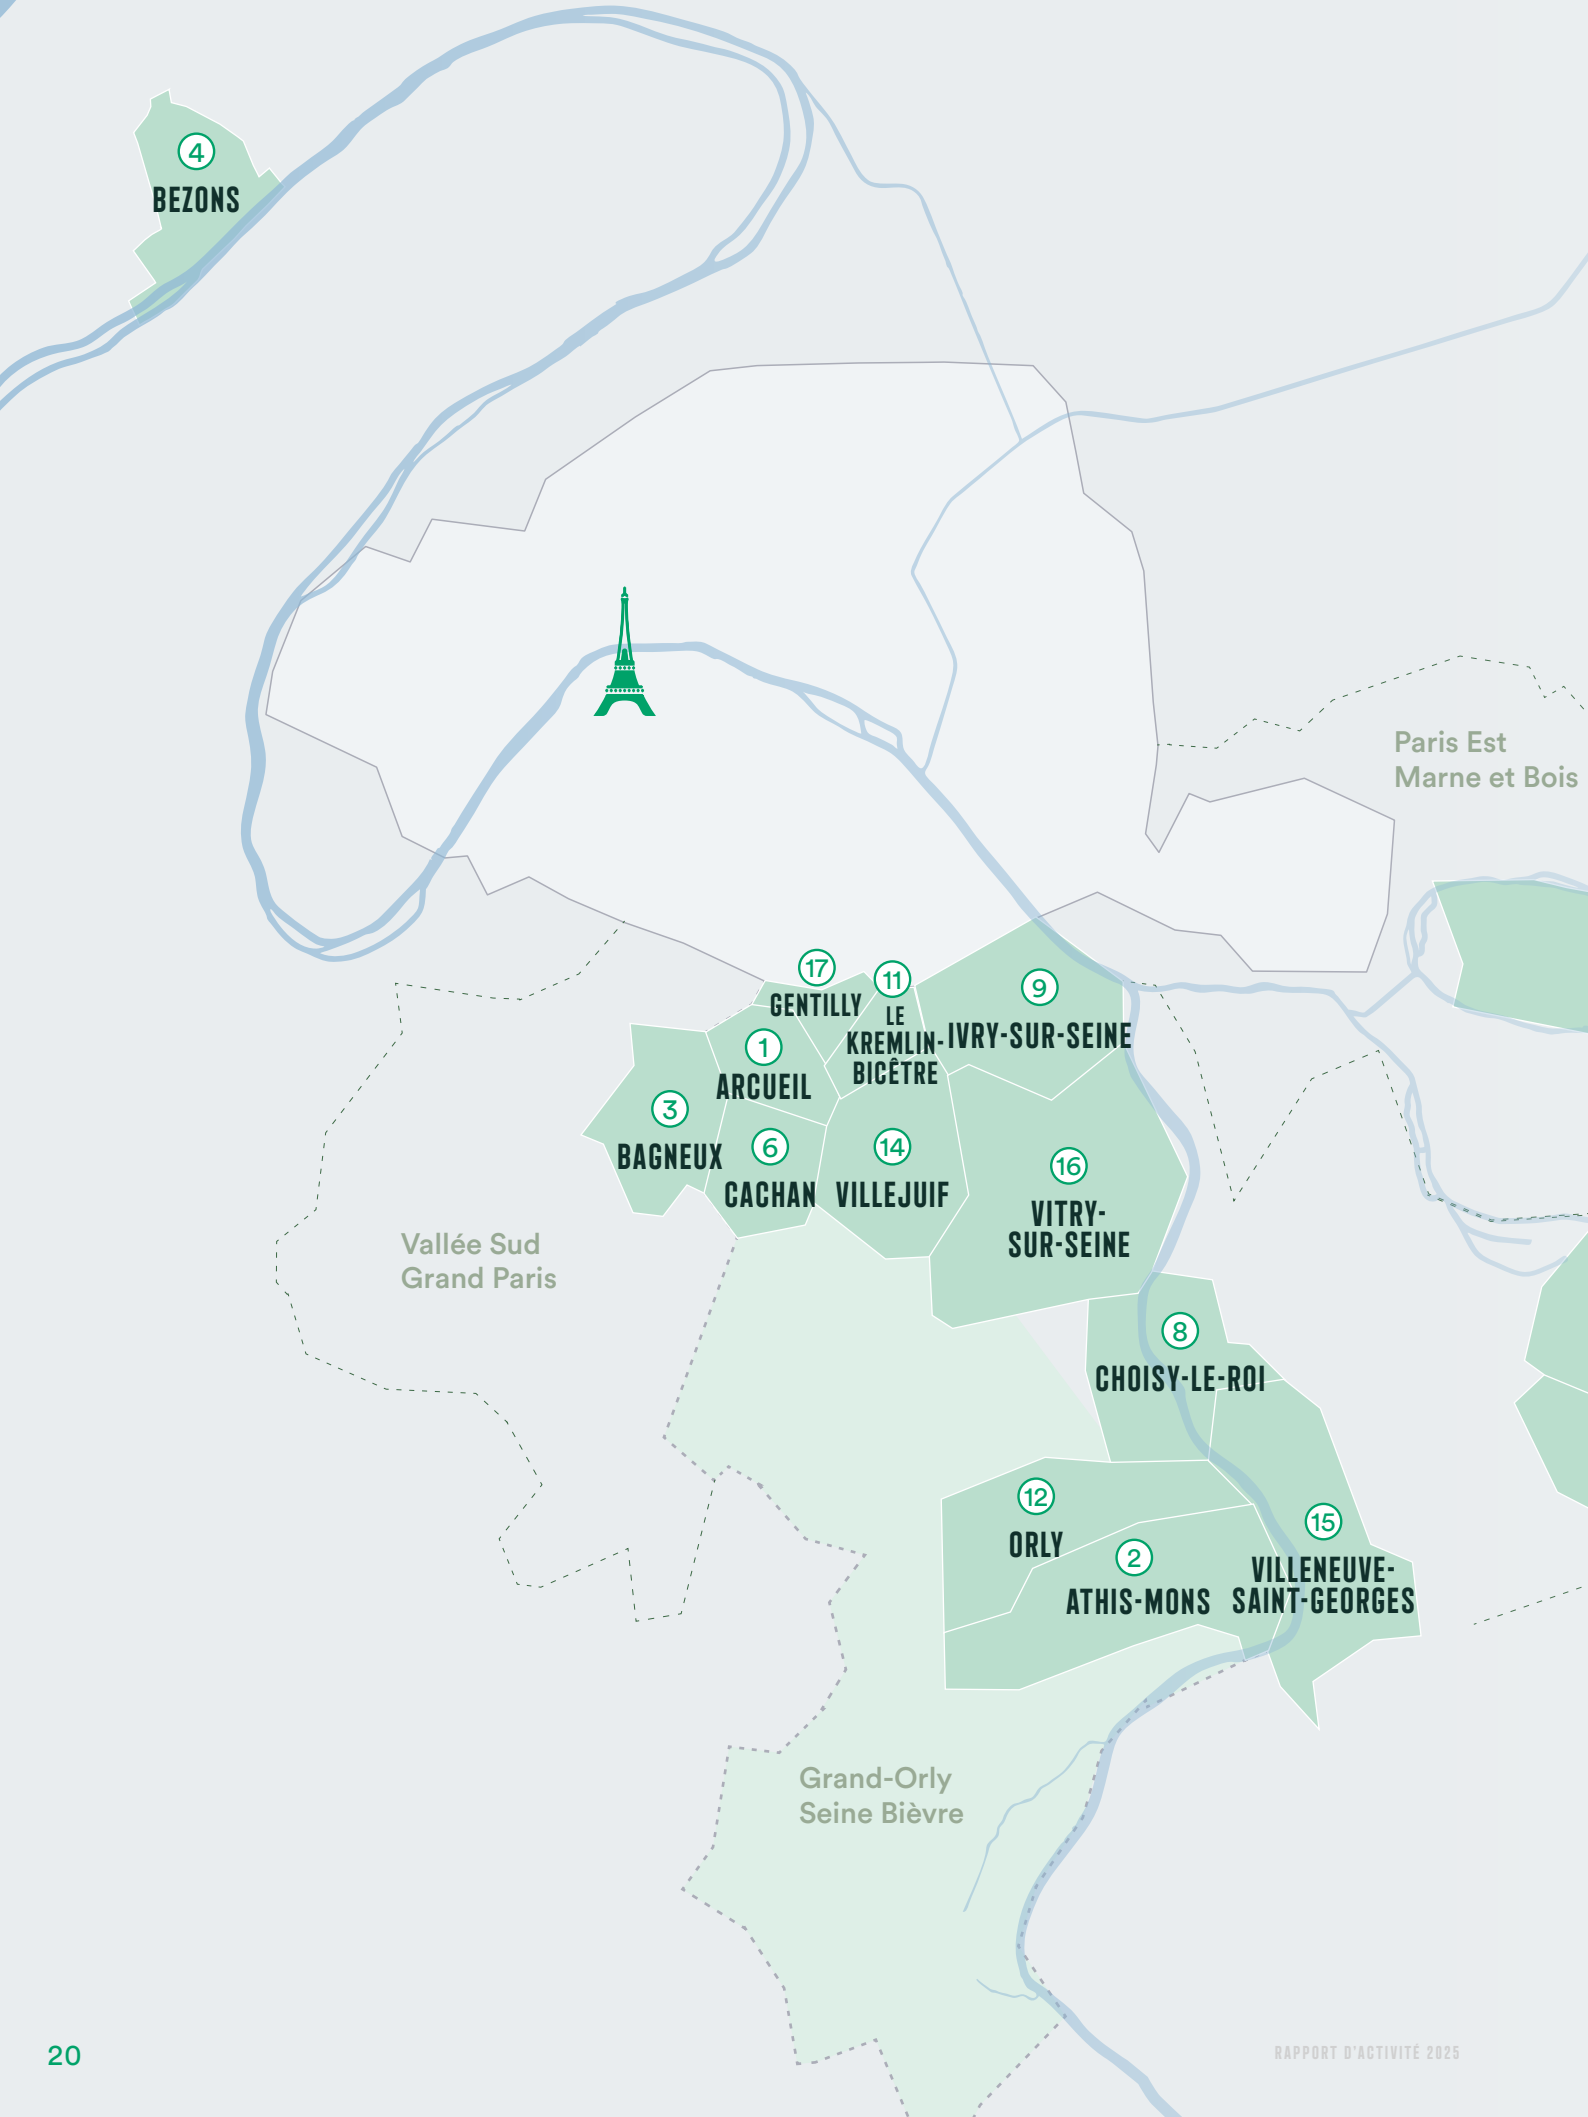 4
BEZONS
Paris Est
Marne et Bois
17
GENTILLY
11
LE
KREMLIN-
BICÊTRE
9
IVRY-SUR-SEINE
1
ARCUEIL
3
BAGNEUX
6
CACHAN
14
VILLEJUIF
16
VITRY-
SUR-SEINE
Vallée Sud
Grand Paris
8
CHOISY-LE-ROI
12
ORLY
2
ATHIS-MONS
15
VILLENEUVE-
SAINT-GEORGES
Grand-Orly
Seine Bièvre
20
RAPPORT D'ACTIVITÉ 2025